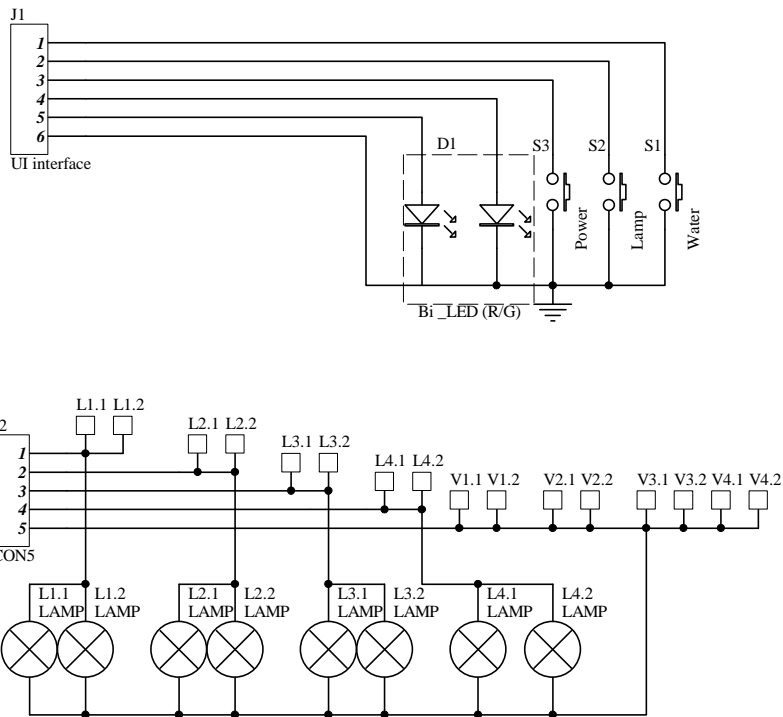 J1
1
2
3
4
5
6
UI interface
D1
S3
S2
S1
Power
Lamp
Water
Bi _LED (R/G)
L1.1 L1.2
L2.1 L2.2
L3.1 L3.2
L4.1 L4.2
V1.1 V1.2
V2.1 V2.2
V3.1 V3.2 V4.1 V4.2
2
1
2
3
4
5
CON5
L1.1
LAMP
L1.2
LAMP
L2.1
LAMP
L2.2
LAMP
L3.1
LAMP
L3.2
LAMP
L4.1
LAMP
L4.2
LAMP